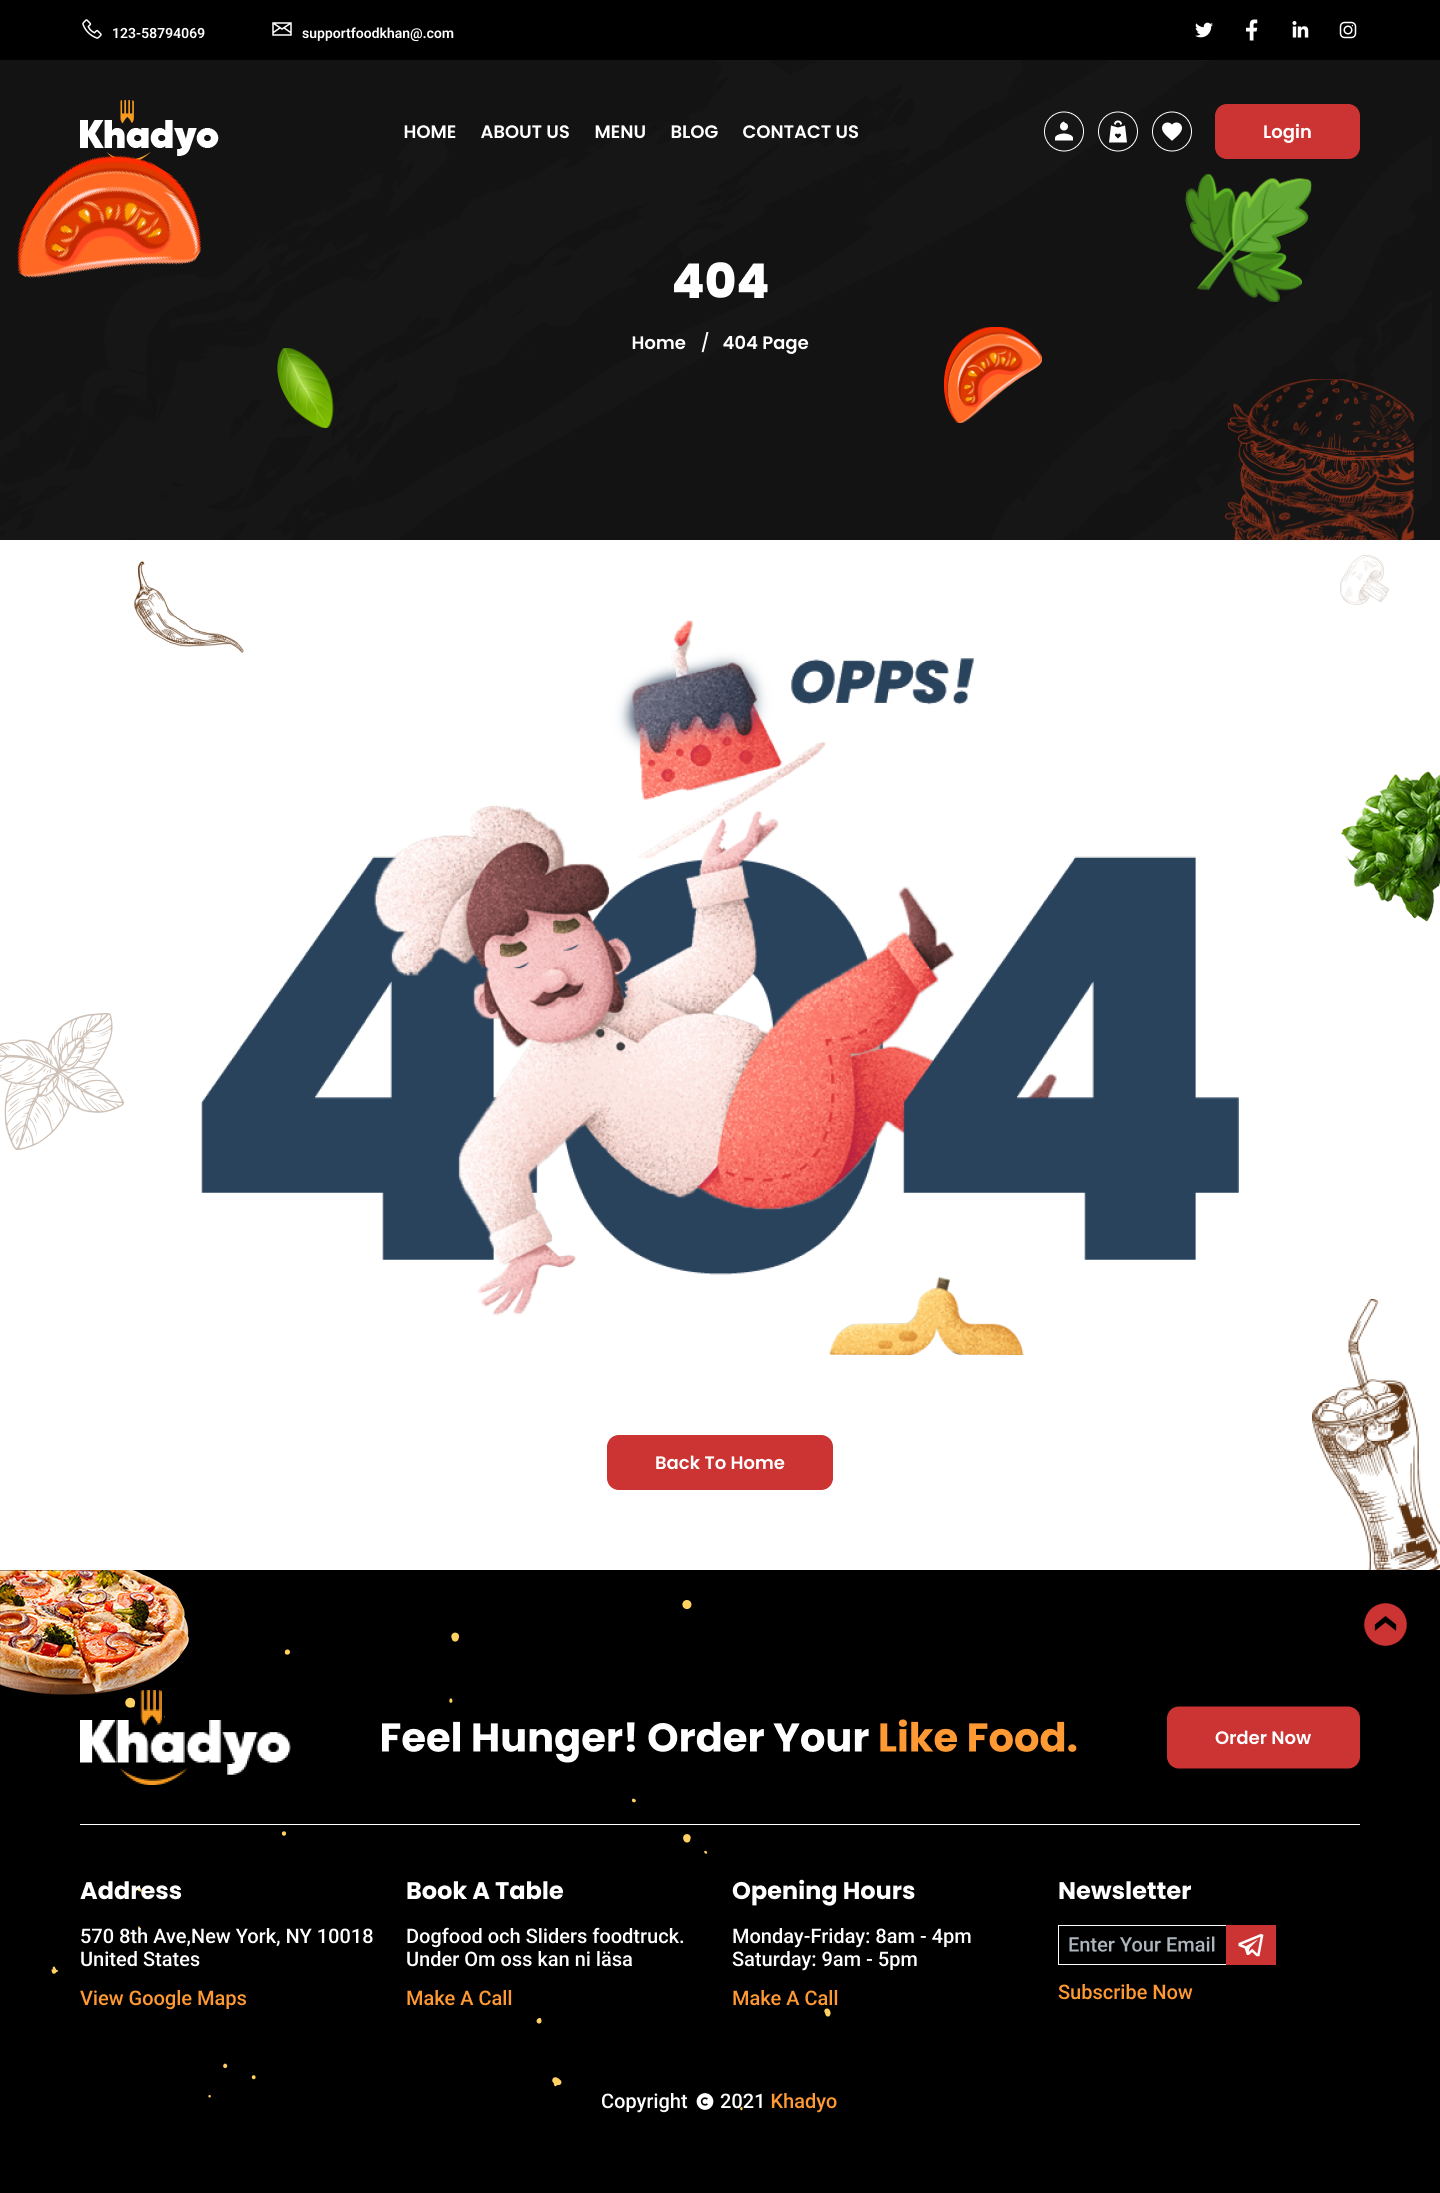 123-58794069
supportfoodkhan@.com
Khadyo
HOME ABOUT US MENU BLOG CONTACT US
Login
404
Home / 404 Page
OPPS!
404
Back To Home
Khadyo
Feel Hunger! Order Your Like Food.
Order Now
Address
570 8th Ave,New York, NY 10018
United States
View Google Maps
Book A Table
Dogfood och Sliders foodtruck.
Under Om oss kan ni läsa
Make A Call
Opening Hours
Monday-Friday: 8am - 4pm
Saturday: 9am - 5pm
Make A Call
Newsletter
Enter Your Email
Subscribe Now
Copyright © 2021 Khadyo